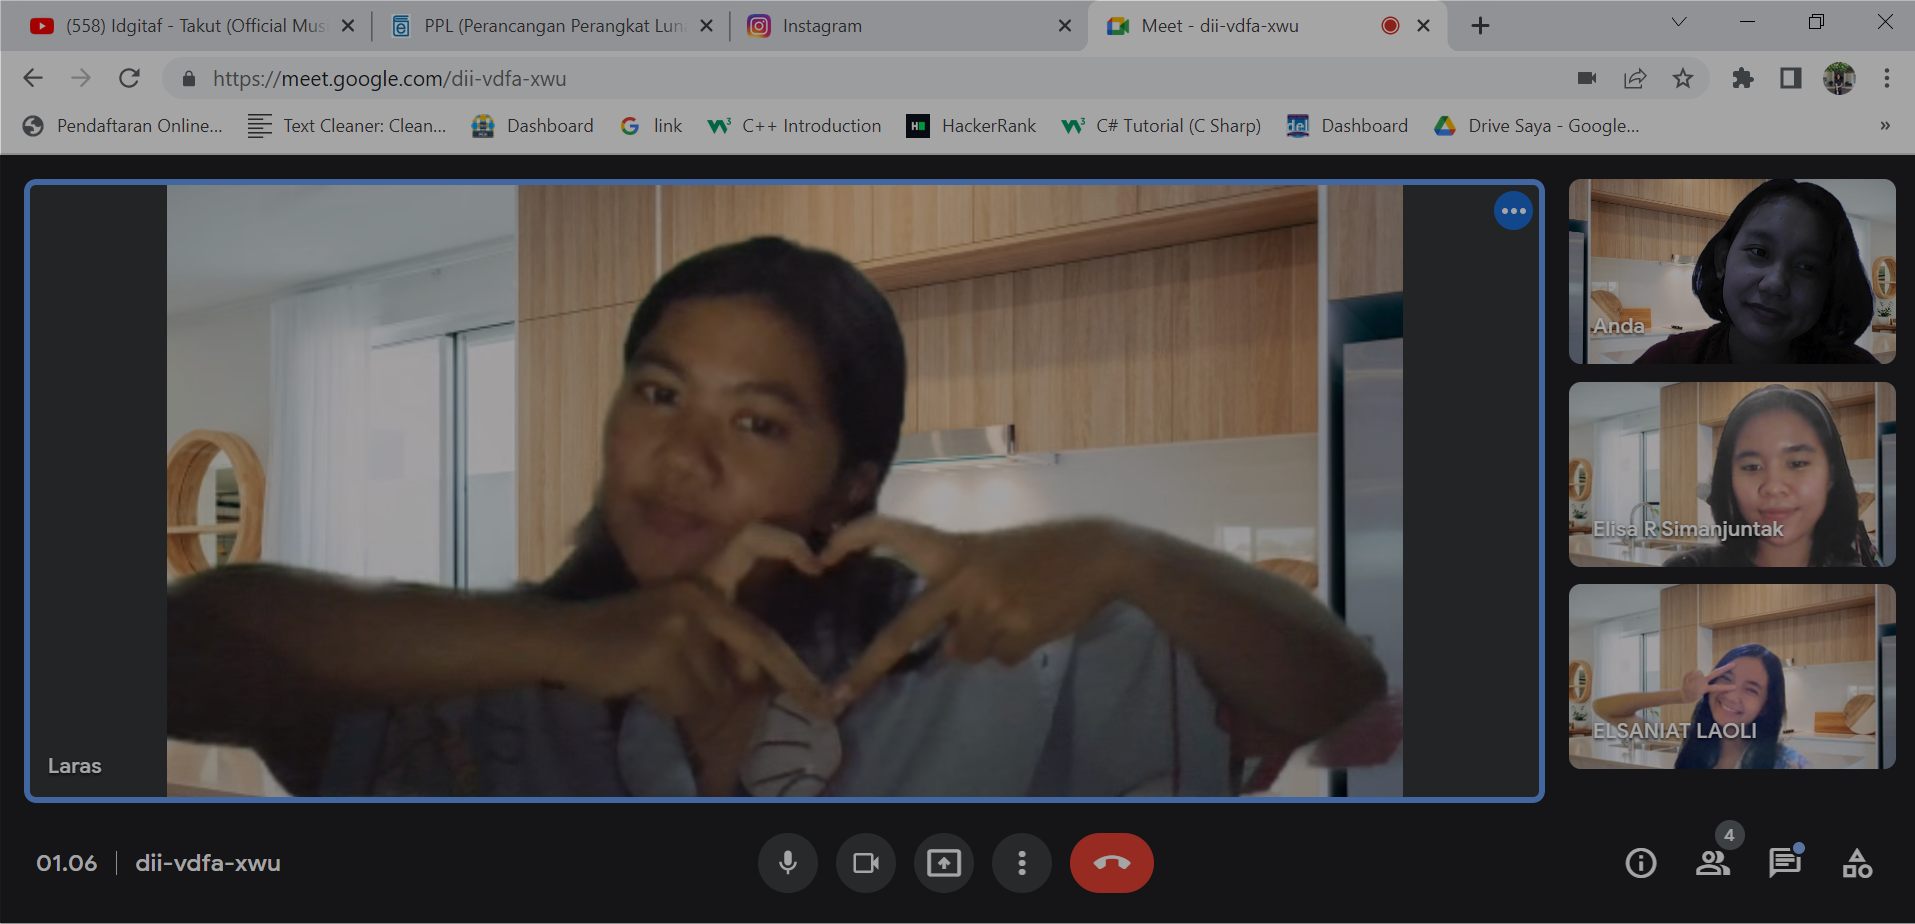 (558) Idgitaf - Takut (Official Mus
PPL (Perancangan Perangkat Lun
Instagram
Meet - dii-vdfa-xwu
https://meet.google.com/dii-vdfa-xwu
Pendaftaran Online...
Text Cleaner: Clean...
Dashboard
link
C++ Introduction
HackerRank
C# Tutorial (C Sharp)
del
Dashboard
Drive Saya - Google...
Anda
Elisa R Simanjuntak
ELSANIAT LAOLI
Laras
01.06
dii-vdfa-xwu
4